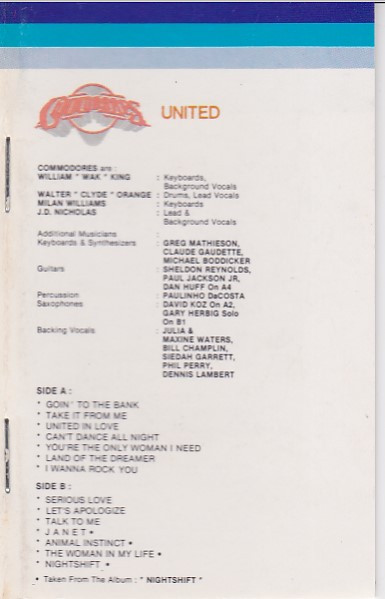 COMMODORES UNITED
COMMODORES are :
WILLIAM " WAK " KING : Keyboards,
Background Vocals
WALTER " CLYDE " ORANGE : Drums, Lead Vocals
MILAN WILLIAMS : Keyboards
J.D. NICHOLAS : Lead &
Background Vocals
Additional Musicians :
Keyboards & Synthesizers : GREG MATHIESON,
CLAUDE GAUDETTE,
MICHAEL BODDICKER
Guitars : SHELDON REYNOLDS,
PAUL JACKSON JR,
DAN HUFF On A4
Percussion : PAULINHO DaCOSTA
Saxophones : DAVID KOZ On A2,
GARY HERBIG Solo
On B1
Backing Vocals : JULIA &
MAXINE WATERS,
BILL CHAMPLIN,
SIEDAH GARRETT,
PHIL PERRY,
DENNIS LAMBERT
SIDE A :
* GOIN' TO THE BANK
* TAKE IT FROM ME
* UNITED IN LOVE
* CAN'T DANCE ALL NIGHT
* YOU'RE THE ONLY WOMAN I NEED
* LAND OF THE DREAMER
* I WANNA ROCK YOU
SIDE B :
* SERIOUS LOVE
* LET'S APOLOGIZE
* TALK TO ME
* J A N E T •
* ANIMAL INSTINCT •
* THE WOMAN IN MY LIFE •
* NIGHTSHIFT •
• Taken From The Album : " NIGHTSHIFT "